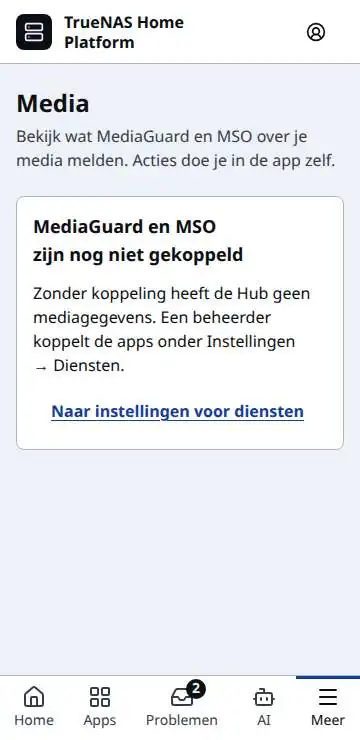 TrueNAS Home
Platform
Media
Bekijk wat MediaGuard en MSO over je
media melden. Acties doe je in de app zelf.
MediaGuard en MSO
zijn nog niet gekoppeld
Zonder koppeling heeft de Hub geen
mediagegevens. Een beheerder
koppelt de apps onder Instellingen
→ Diensten.
Naar instellingen voor diensten
2
Home
Apps
Problemen
AI
Meer